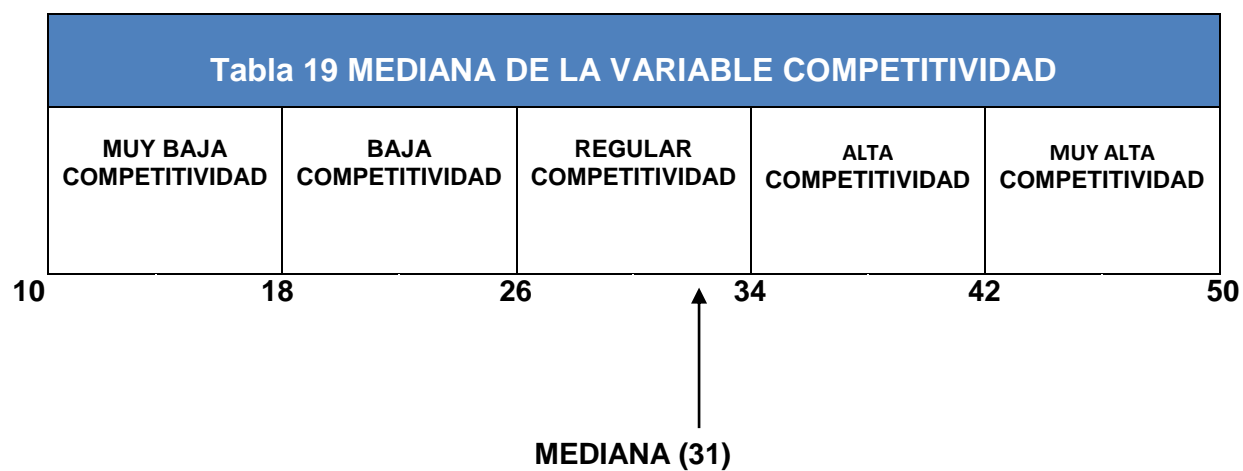 Tabla 19 MEDIANA DE LA VARIABLE COMPETITIVIDAD
MUY BAJA
COMPETITIVIDAD
BAJA
COMPETITIVIDAD
REGULAR
COMPETITIVIDAD
ALTA
COMPETITIVIDAD
MUY ALTA
COMPETITIVIDAD
10 18 26 34 42 50
MEDIANA (31)